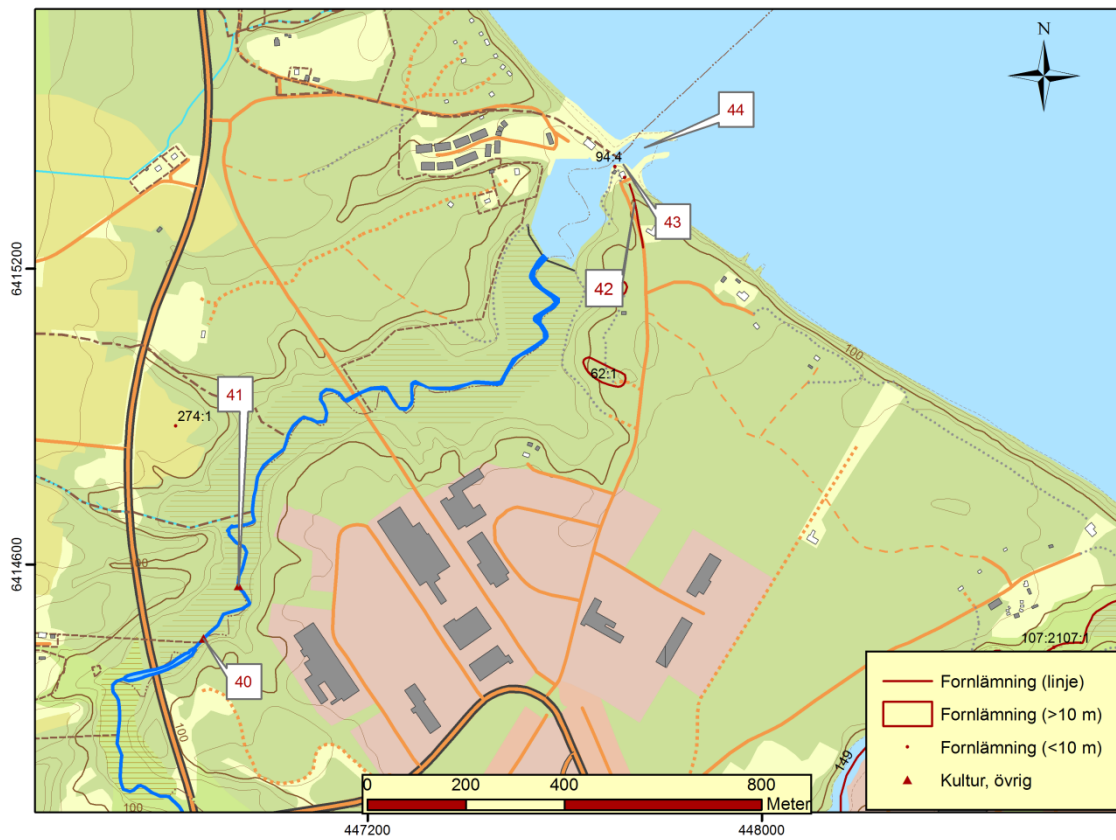 N
44
94:4
43
6415200
42
100
62:1
41
274:1
6414600
100
107:2107:1
40
100
149
100
Fornlämning (linje)
Fornlämning (>10 m)
Fornlämning (<10 m)
Kultur, övrig
0 200 400 800
Meter
447200 448000